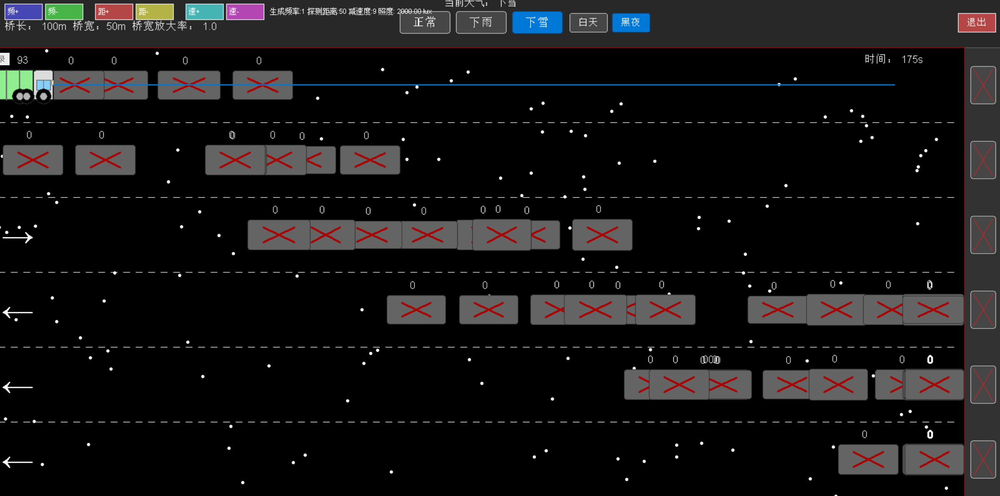 当前天气： 下雪
频+ 频- 距+ 距- 速+ 速- 生成频率:1 探测距离:50 减速度:9 照度: 2000.00 lux
正常 下雨 下雪 白天 黑夜 退出
桥长： 100m 桥宽：50m 桥宽放大率： 1.0
录 93 0 0 0 0 时间： 175s
0 0 0 0 0 0
0 0 0 0 0 0 0 0
0 0 0 0 0 0 0 0 0 0
0 0 0 0 0 0 0 0
0 0